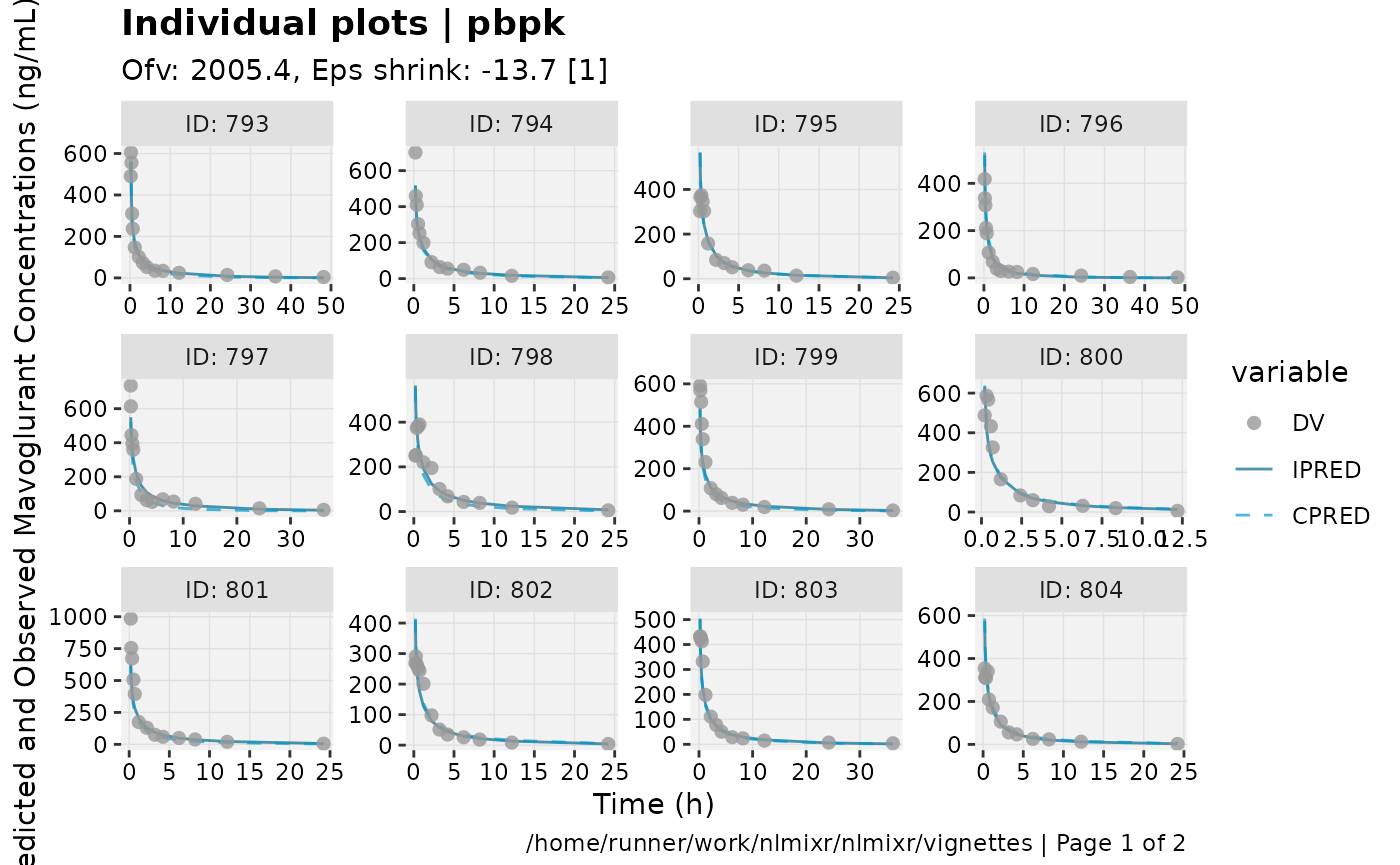 Individual plots | pbpk
Ofv: 2005.4, Eps shrink: -13.7 [1]
and Observed Mavoglurant Concentrations (ng/mL)
ID: 793
ID: 794
ID: 795
ID: 796
600
400
200
0
600
400
200
0
400
200
0
400
200
0
0 10 20 30 40 50
0 5 10 15 20 25
0 5 10 15 20 25
0 10 20 30 40 50
ID: 797
ID: 798
ID: 799
ID: 800
600
400
200
0
400
200
0
600
400
200
0
600
400
200
0
0 10 20 30
0 5 10 15 20 25
0 10 20 30
0.0 2.5 5.0 7.5 10.0 12.5
ID: 801
ID: 802
ID: 803
ID: 804
1000
750
500
250
0
400
300
200
100
0
500
400
300
200
100
0
600
400
200
0
0 5 10 15 20 25
0 5 10 15 20 25
0 10 20 30
0 5 10 15 20 25
Time (h)
variable
DV
IPRED
CPRED
/home/runner/work/nlmixr/nlmixr/vignettes | Page 1 of 2